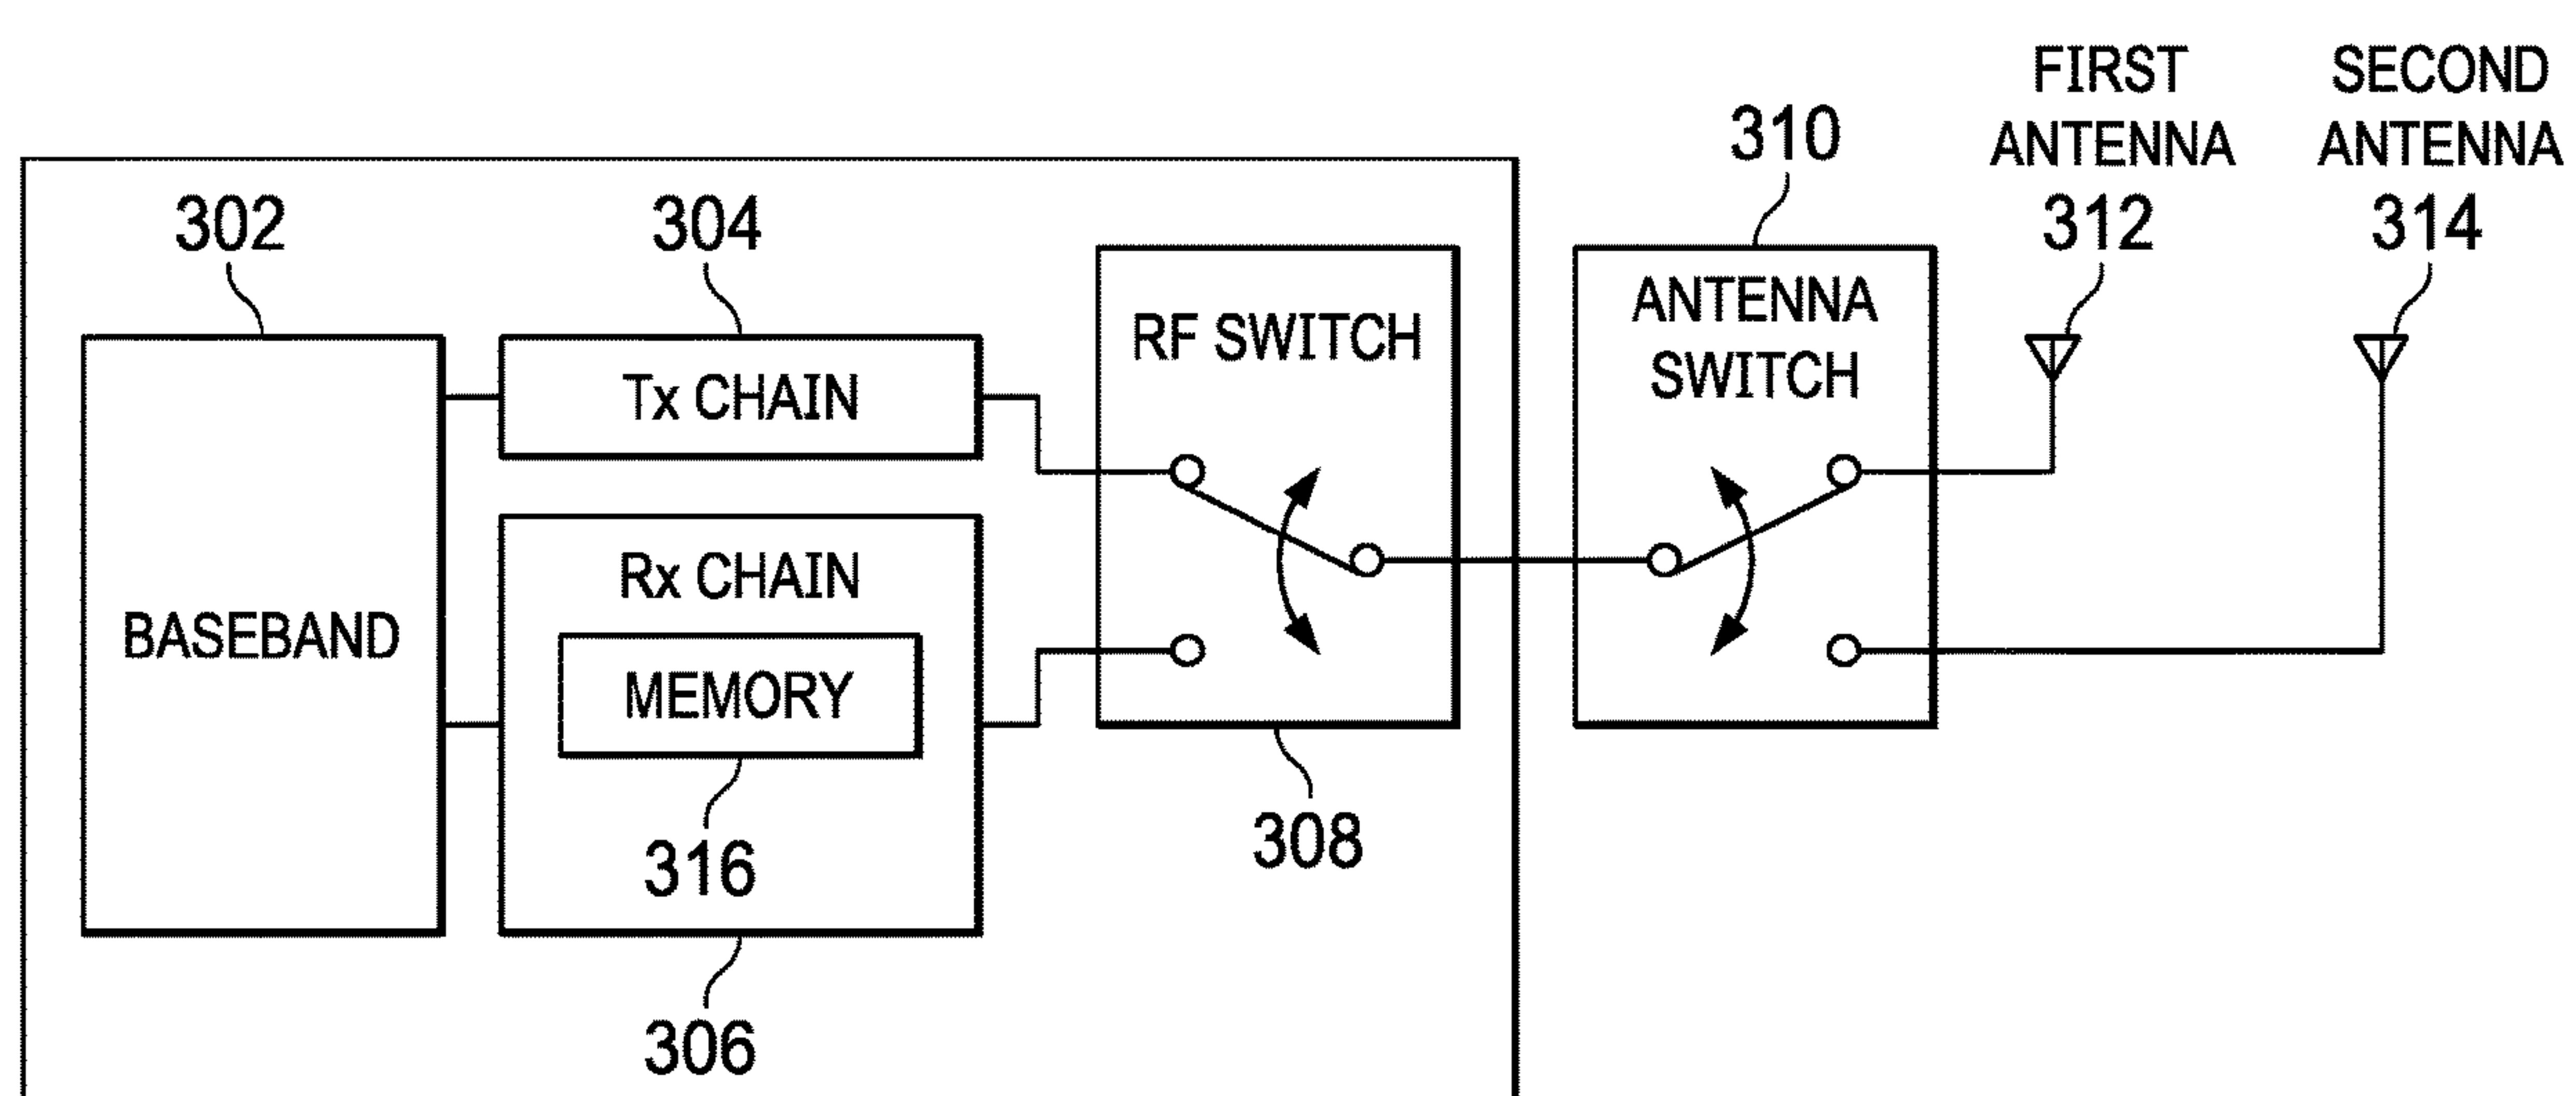 FIRST
ANTENNA
312
SECOND
ANTENNA
314
310
302
304
RF SWITCH
ANTENNA
SWITCH
Tx CHAIN
Rx CHAIN
BASEBAND
MEMORY
316
308
306